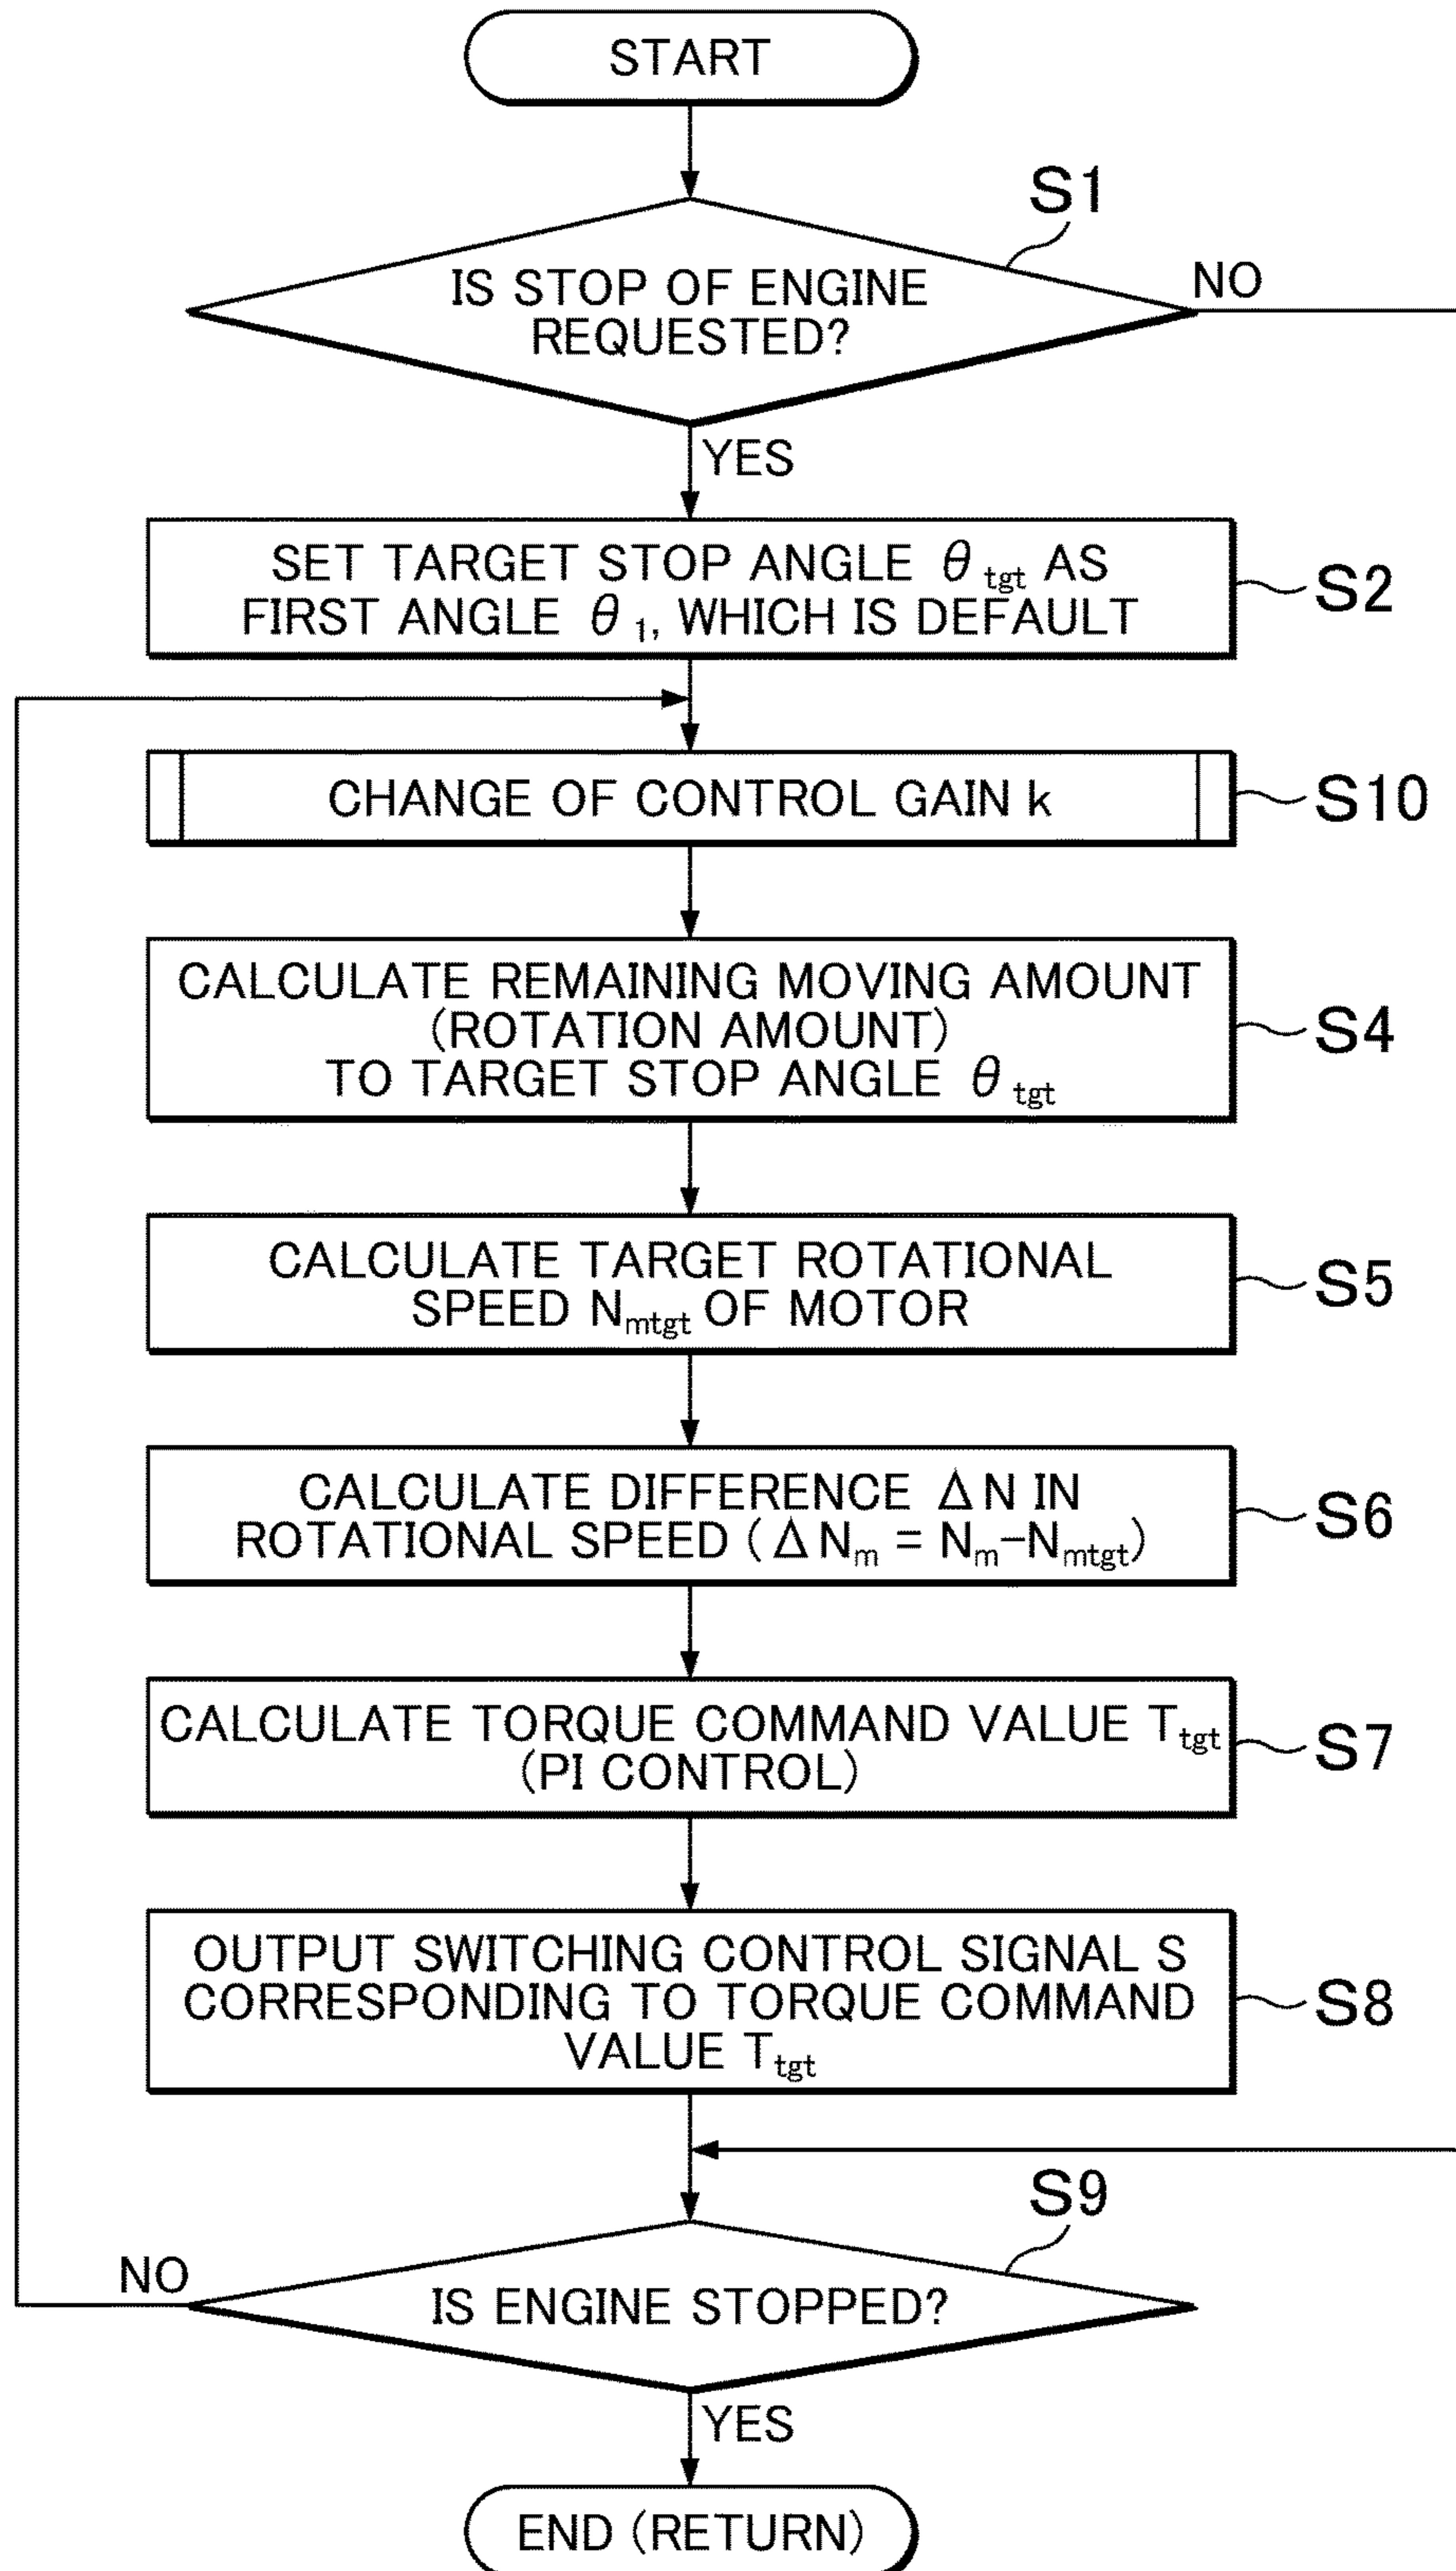 START
S1
IS STOP OF ENGINE
REQUESTED?
NO
YES
SET TARGET STOP ANGLE θtgt AS
FIRST ANGLE θ1, WHICH IS DEFAULT
S2
CHANGE OF CONTROL GAIN k
S10
CALCULATE REMAINING MOVING AMOUNT
(ROTATION AMOUNT)
TO TARGET STOP ANGLE θtgt
S4
CALCULATE TARGET ROTATIONAL
SPEED Nmtgt OF MOTOR
S5
CALCULATE DIFFERENCE ΔN IN
ROTATIONAL SPEED (ΔNm = Nm-Nmtgt)
S6
CALCULATE TORQUE COMMAND VALUE Ttgt
(PI CONTROL)
S7
OUTPUT SWITCHING CONTROL SIGNAL S
CORRESPONDING TO TORQUE COMMAND
VALUE Ttgt
S8
S9
NO
IS ENGINE STOPPED?
YES
END (RETURN)